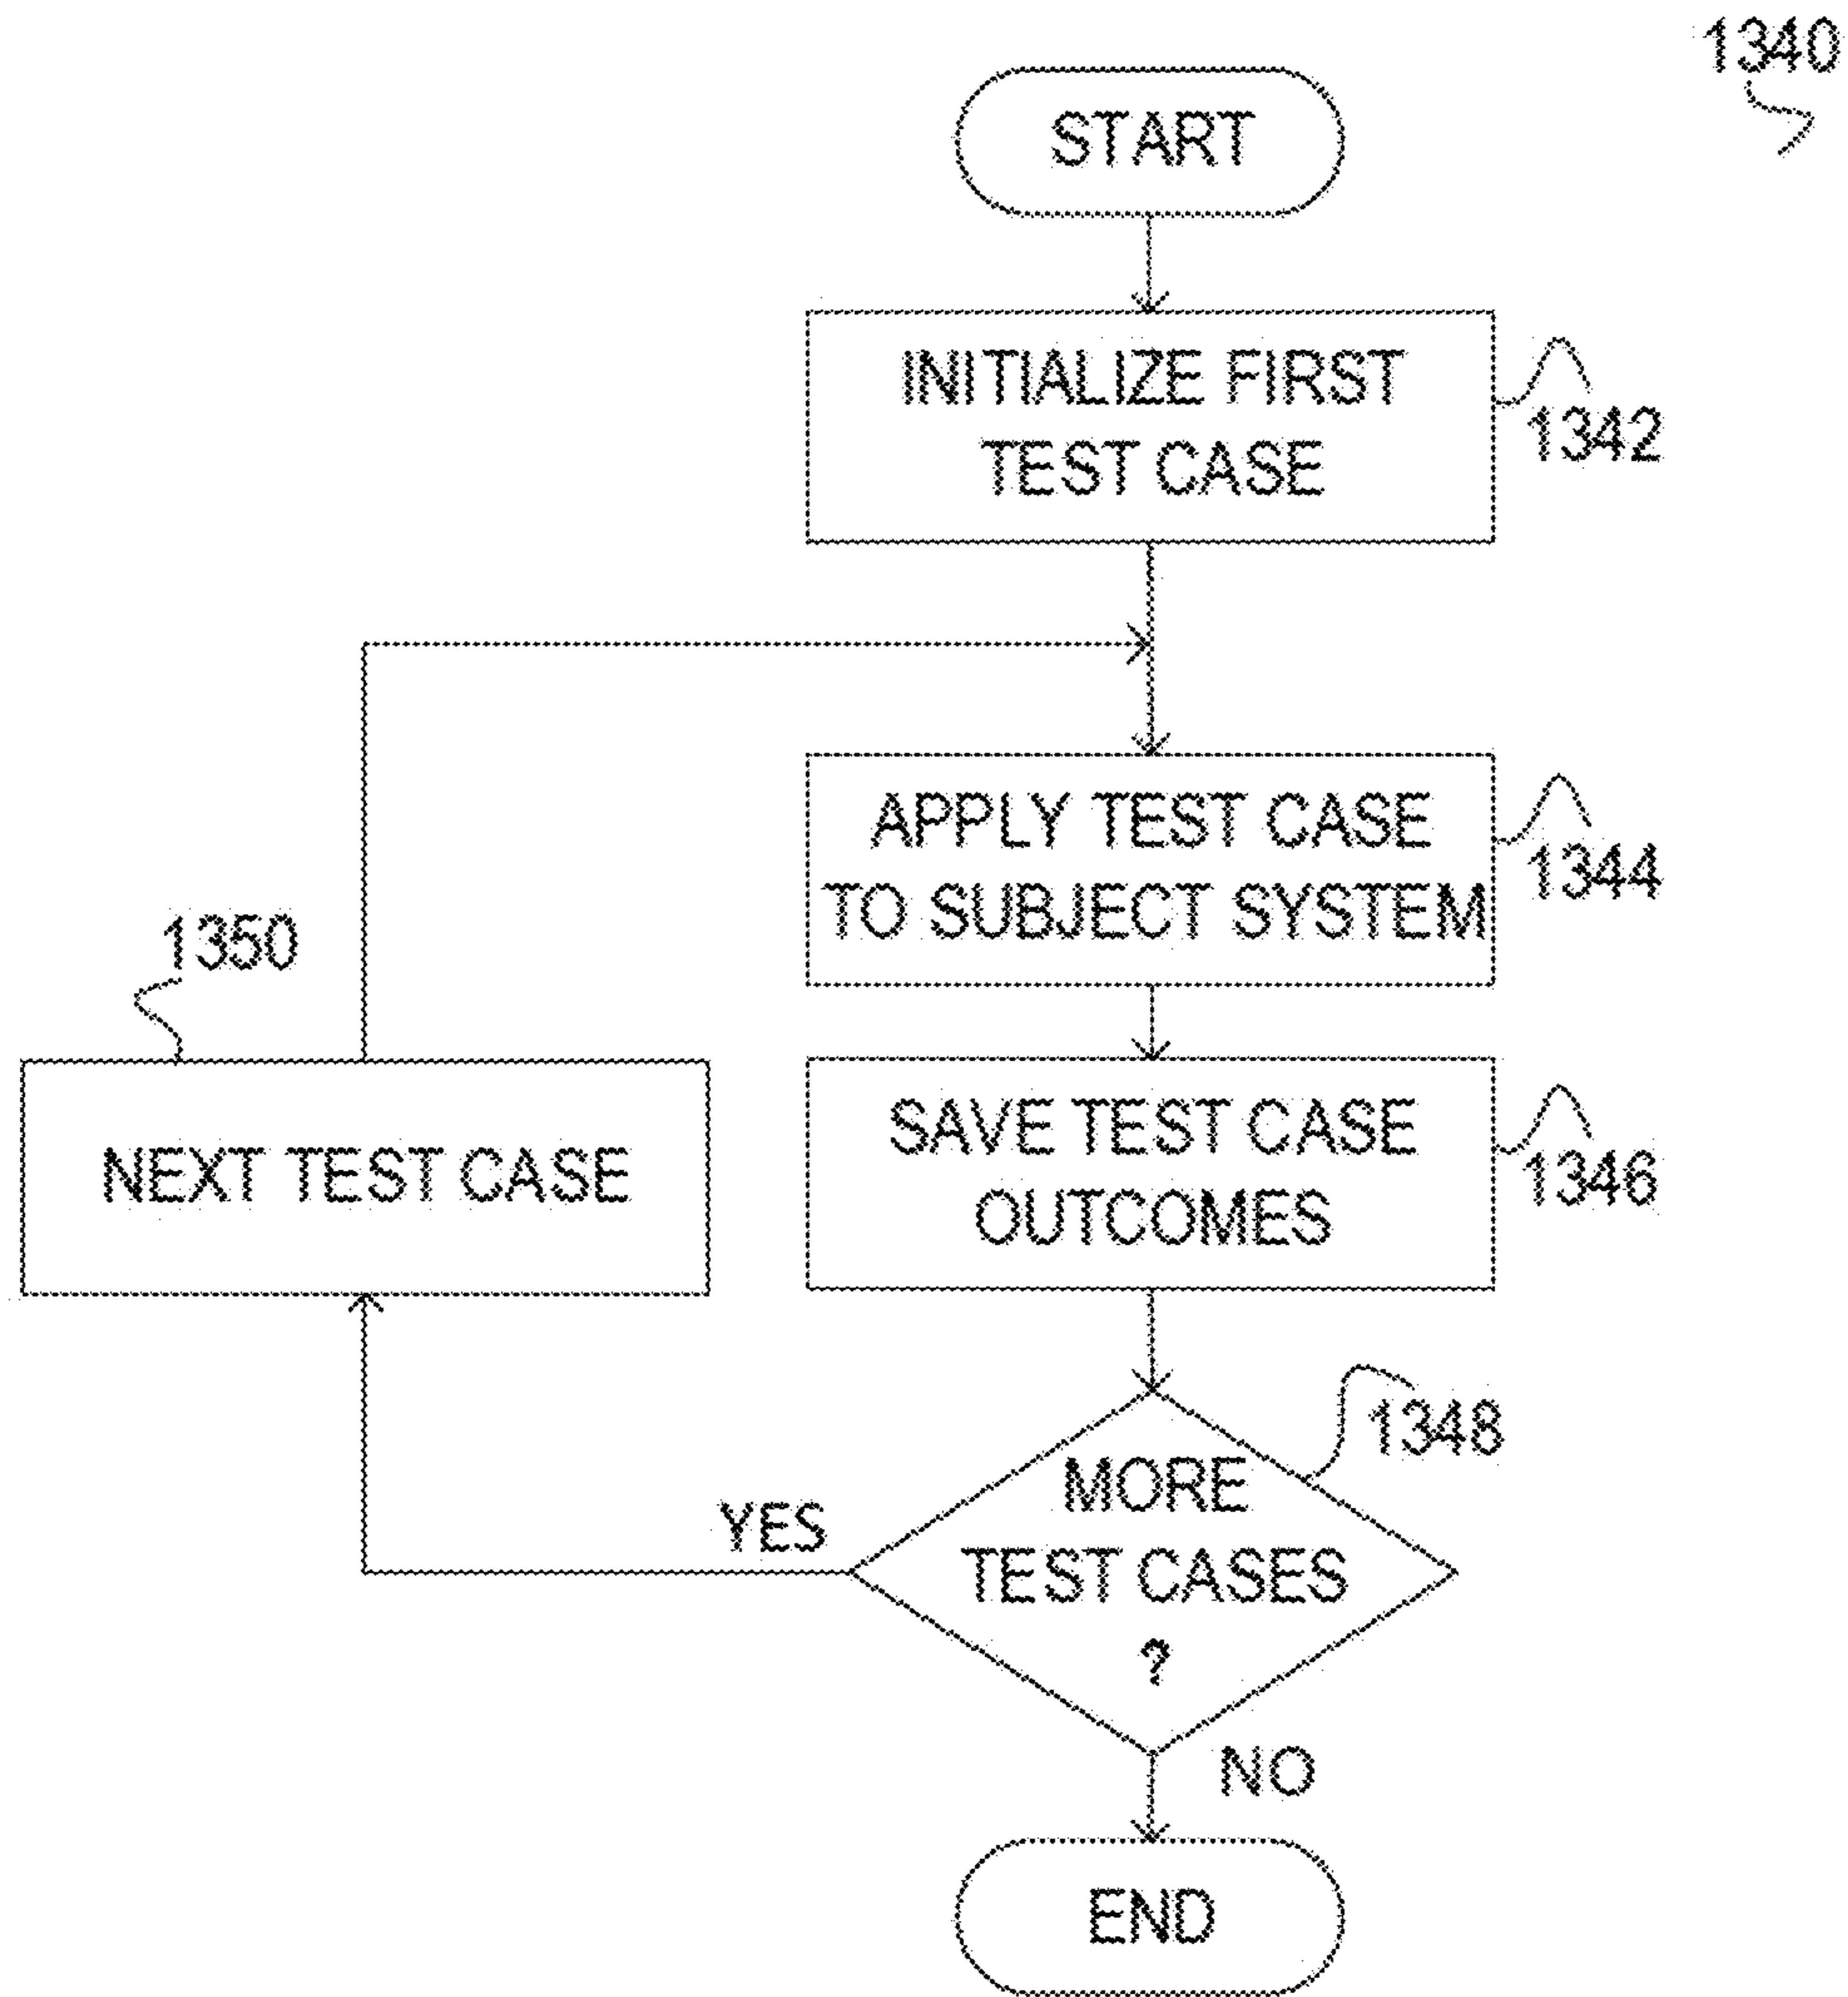 1340
START
INITIALIZE FIRST
TEST CASE
1342
APPLY TEST CASE
TO SUBJECT SYSTEM
1344
1350
NEXT TEST CASE
SAVE TEST CASE
OUTCOMES
1346
1348
MORE
TEST CASES
?
YES
NO
END